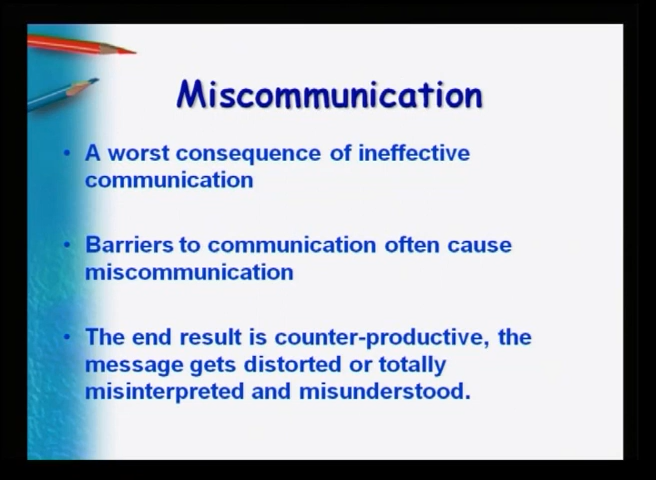 Miscommunication
• A worst consequence of ineffective
communication
• Barriers to communication often cause
miscommunication
• The end result is counter-productive, the
message gets distorted or totally
misinterpreted and misunderstood.